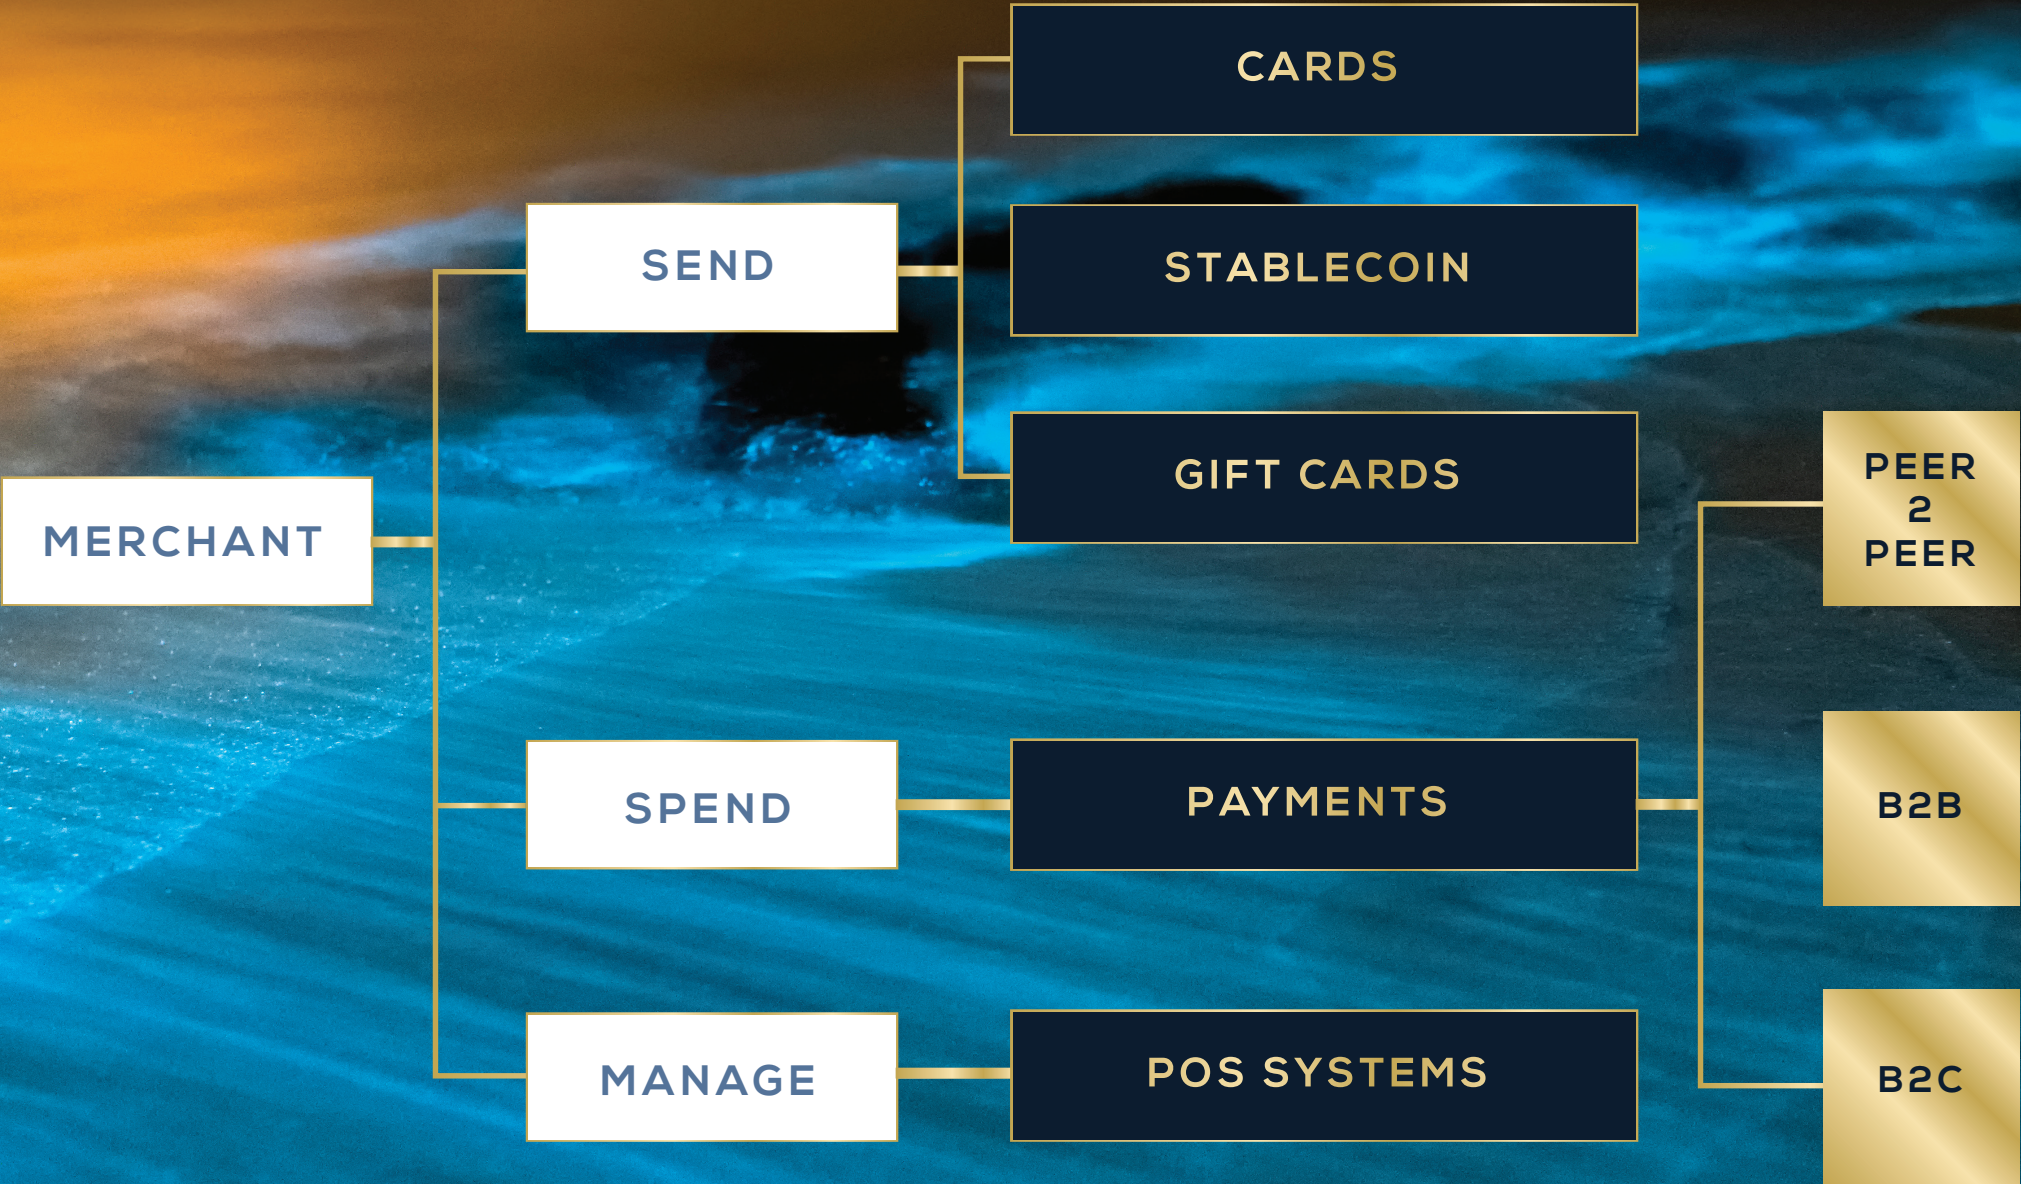 CARDS
SEND
STABLECOIN
GIFT CARDS
MERCHANT
PEER
2
PEER
SPEND
PAYMENTS
B2B
MANAGE
POS SYSTEMS
B2C